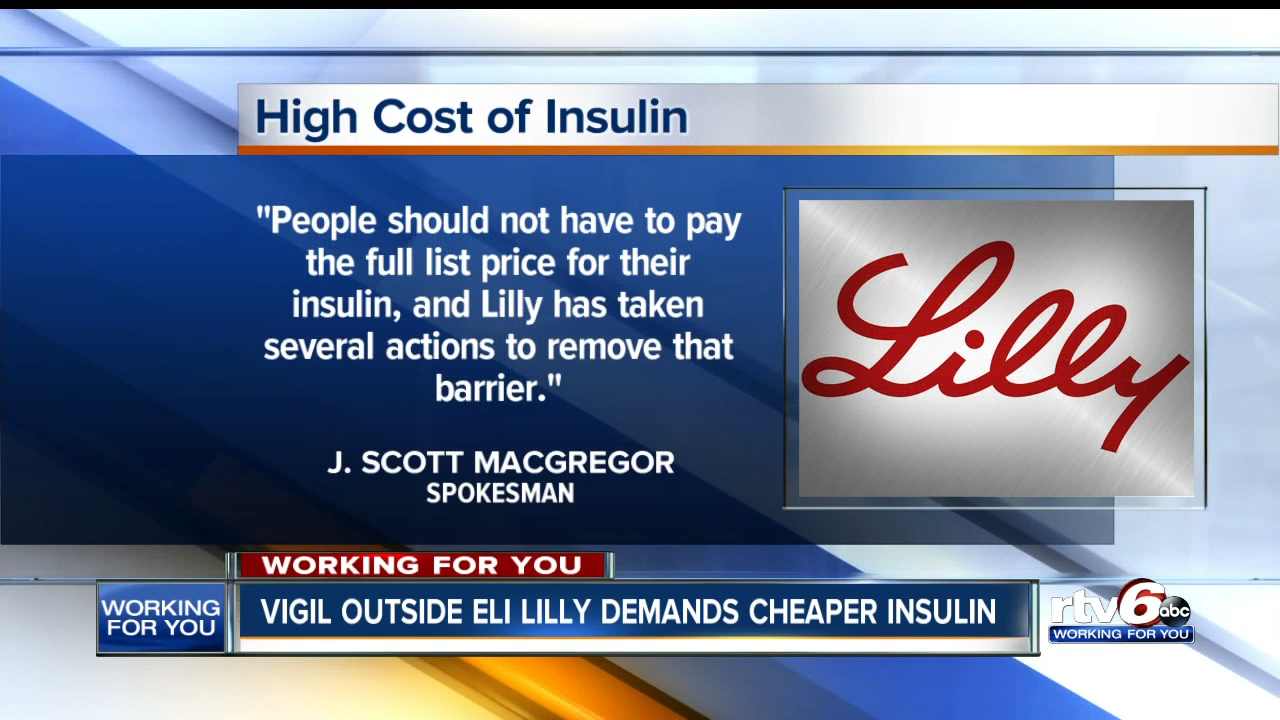 High Cost of Insulin
"People should not have to pay
the full list price for their
insulin, and Lilly has taken
several actions to remove that
barrier."
J. SCOTT MACGREGOR
SPOKESMAN
Lilly
WORKING FOR YOU
WORKING
FOR YOU
VIGIL OUTSIDE ELI LILLY DEMANDS CHEAPER INSULIN
rtv6 abc
WORKING FOR YOU